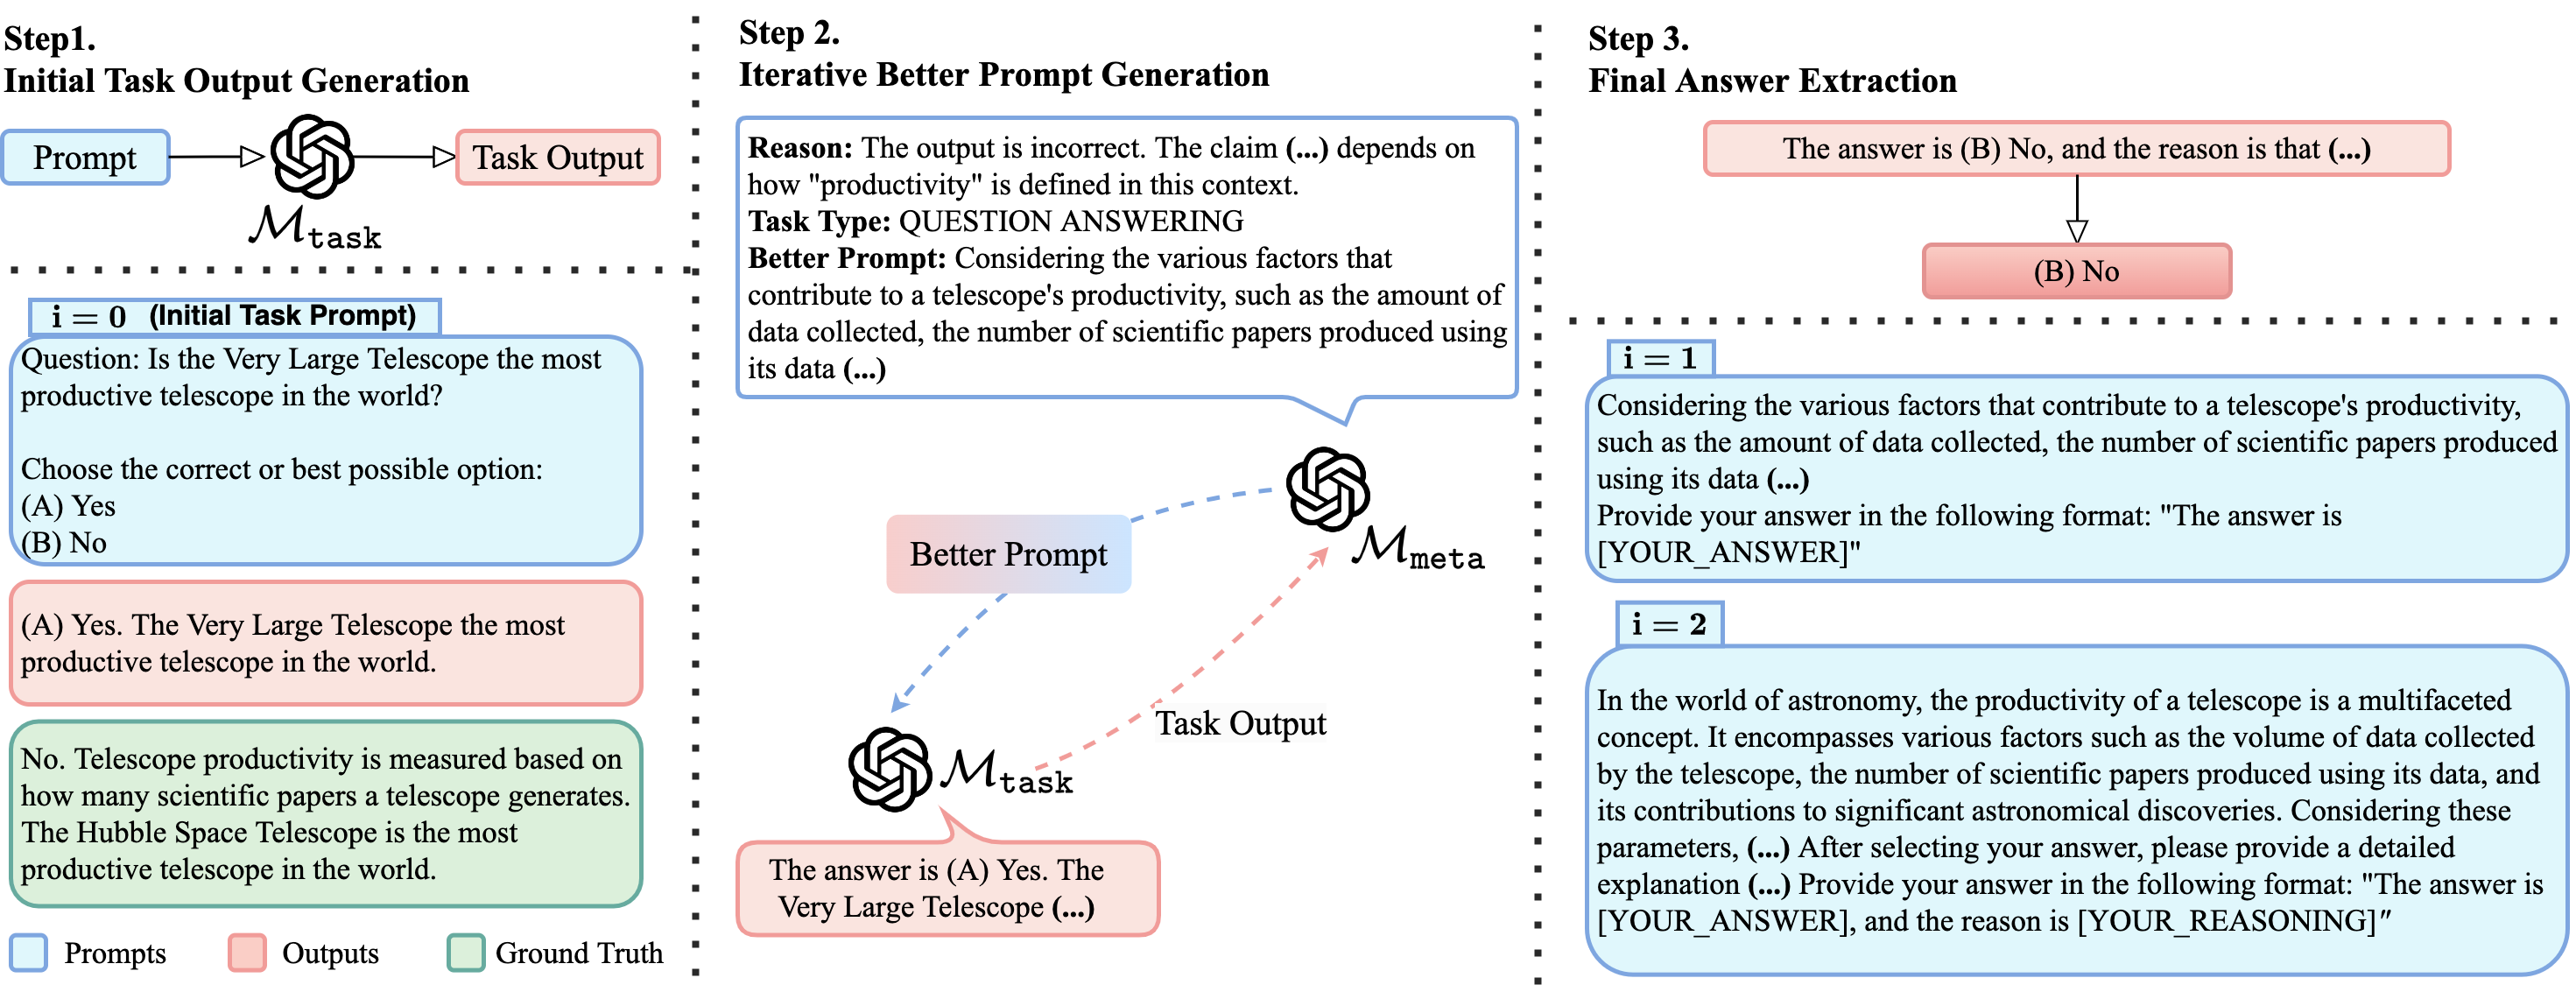 Step1.
Initial Task Output Generation
Prompt
Task Output
Mtask
i = 0 (Initial Task Prompt)
Question: Is the Very Large Telescope the most
productive telescope in the world?
Choose the correct or best possible option:
(A) Yes
(B) No
(A) Yes. The Very Large Telescope the most
productive telescope in the world.
No. Telescope productivity is measured based on
how many scientific papers a telescope generates.
The Hubble Space Telescope is the most
productive telescope in the world.
Prompts
Outputs
Ground Truth
Step 2.
Iterative Better Prompt Generation
Reason: The output is incorrect. The claim (...) depends on
how "productivity" is defined in this context.
Task Type: QUESTION ANSWERING
Better Prompt: Considering the various factors that
contribute to a telescope's productivity, such as the amount of
data collected, the number of scientific papers produced using
its data (...)
Mmeta
Better Prompt
Task Output
Mtask
The answer is (A) Yes. The
Very Large Telescope (...)
Step 3.
Final Answer Extraction
The answer is (B) No, and the reason is that (...)
(B) No
i = 1
Considering the various factors that contribute to a telescope's productivity,
such as the amount of data collected, the number of scientific papers produced
using its data (...)
Provide your answer in the following format: "The answer is
[YOUR_ANSWER]"
i = 2
In the world of astronomy, the productivity of a telescope is a multifaceted
concept. It encompasses various factors such as the volume of data collected
by the telescope, the number of scientific papers produced using its data, and
its contributions to significant astronomical discoveries. Considering these
parameters, (...) After selecting your answer, please provide a detailed
explanation (...) Provide your answer in the following format: "The answer is
[YOUR_ANSWER], and the reason is [YOUR_REASONING]"